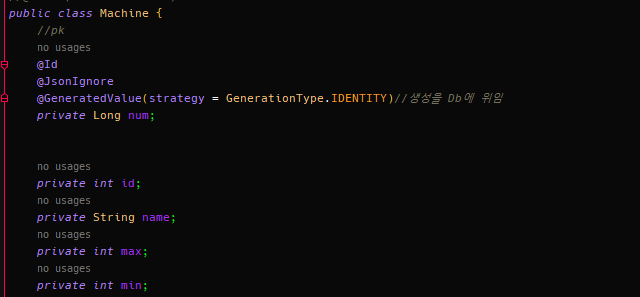 public class Machine {
//pk
no usages
@Id
@JsonIgnore
@GeneratedValue(strategy = GenerationType.IDENTITY)//생성을 Db에 위임
private Long num;
no usages
private int id;
no usages
private String name;
no usages
private int max;
no usages
private int min;